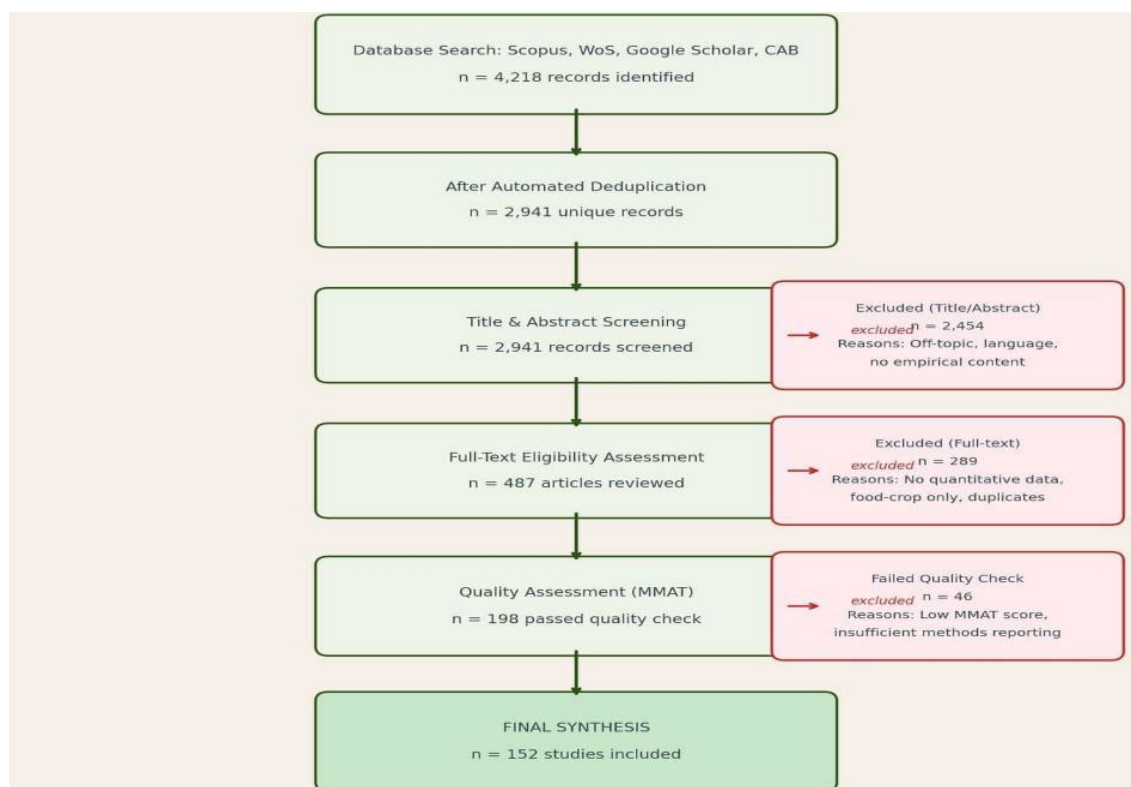 Database Search: Scopus, WoS, Google Scholar, CAB
n = 4,218 records identified
After Automated Deduplication
n = 2,941 unique records
Title & Abstract Screening
n = 2,941 records screened
Excluded (Title/Abstract)
excluded
n = 2,454
Reasons: Off-topic, language,
no empirical content
Full-Text Eligibility Assessment
n = 487 articles reviewed
Excluded (Full-text)
excluded
n = 289
Reasons: No quantitative data,
food-crop only, duplicates
Quality Assessment (MMAT)
n = 198 passed quality check
Failed Quality Check
excluded
n = 46
Reasons: Low MMAT score,
insufficient methods reporting
FINAL SYNTHESIS
n = 152 studies included